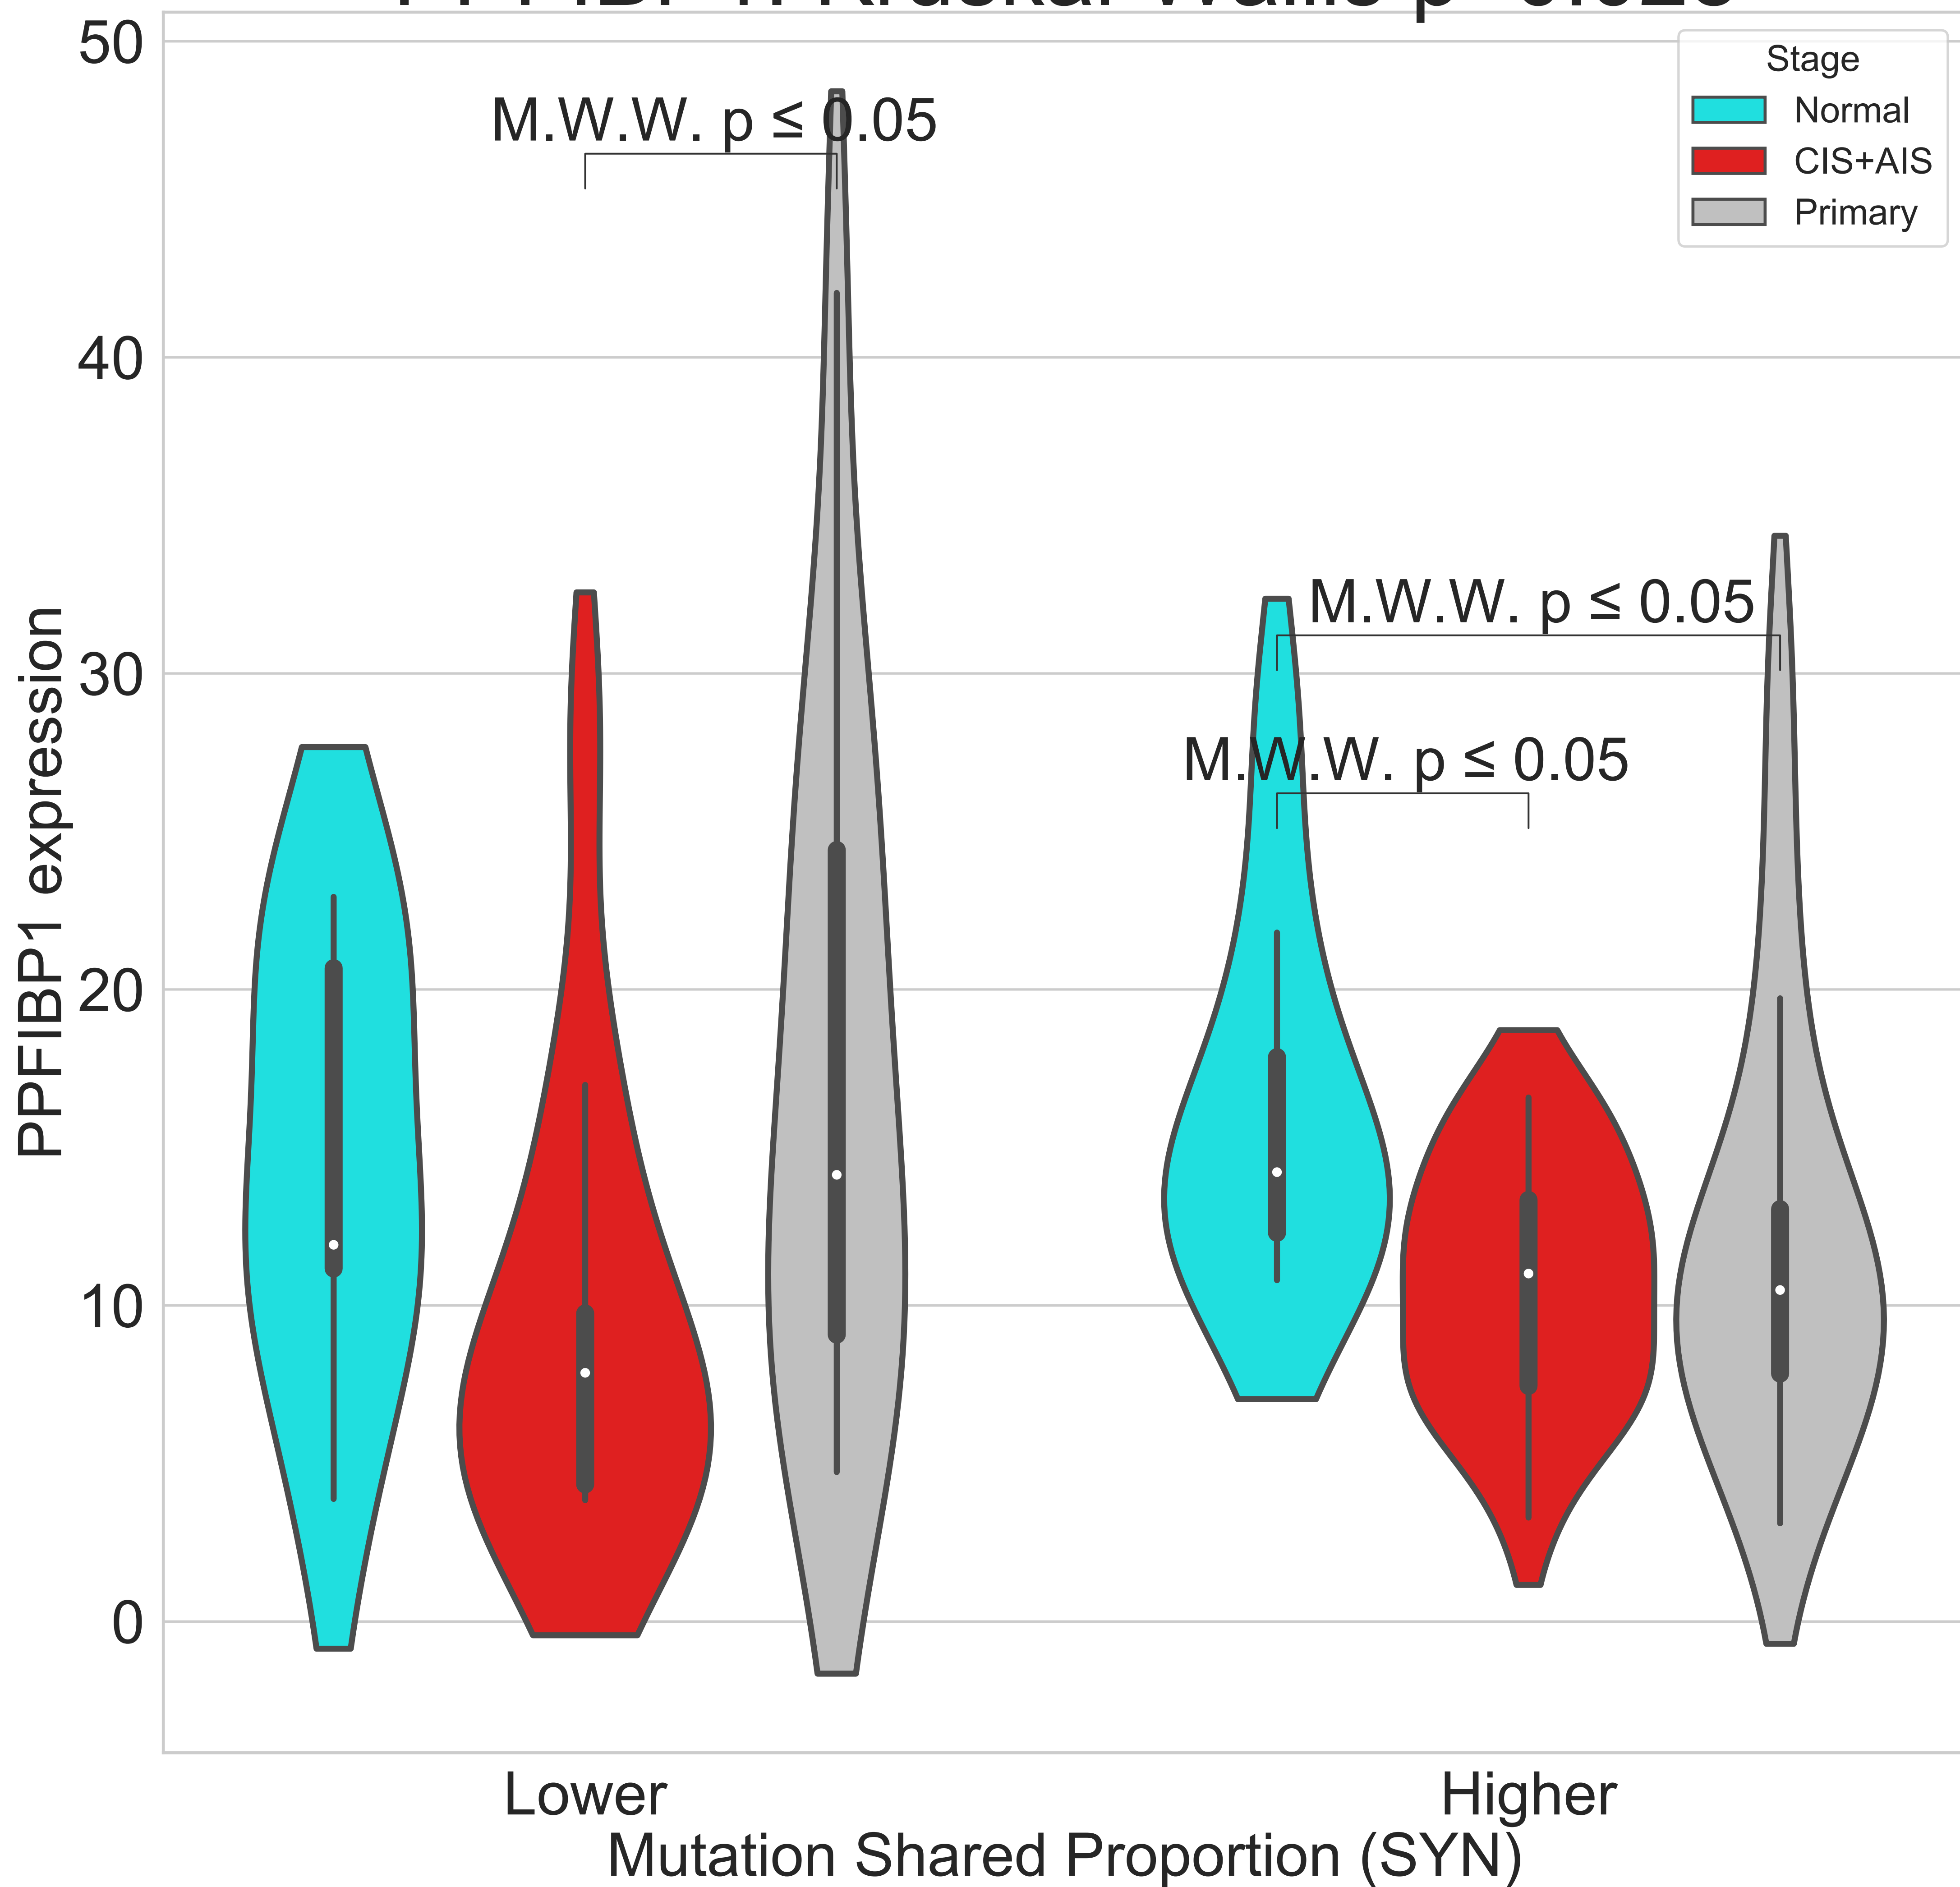 50
Stage
Normal
CIS+AIS
Primary
M.W.W. p ≤ 0.05
40
M.W.W. p ≤ 0.05
30
M.W.W. p ≤ 0.05
20
10
0
PPFIBP1 expression
Lower
Higher
Mutation Shared Proportion (SYN)